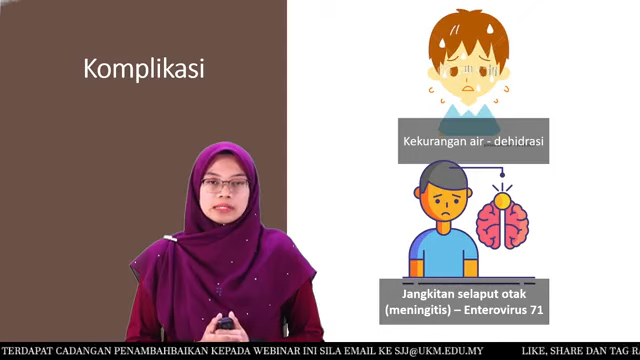 Komplikasi
Kekurangan air - dehidrasi
Jangkitan selaput otak
(meningitis) – Enterovirus 71
TERDAPAT CADANGAN PENAMBAHBAIKAN KEPADA WEBINAR INI SILA EMAIL KE SJJ@UKM.EDU.MY
LIKE, SHARE DAN TAG